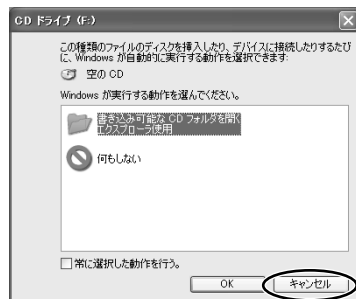 CD ドライブ (F:)
この種類のファイルのディスクを挿入したり、デバイスに接続したりするたび
に、Windows が自動的に実行する動作を選択できます:
空の CD
Windows が実行する動作を選んでください。
書き込み可能な CD フォルダを開く
エクスプローラ使用
何もしない
常に選択した動作を行う。
OK
キャンセル